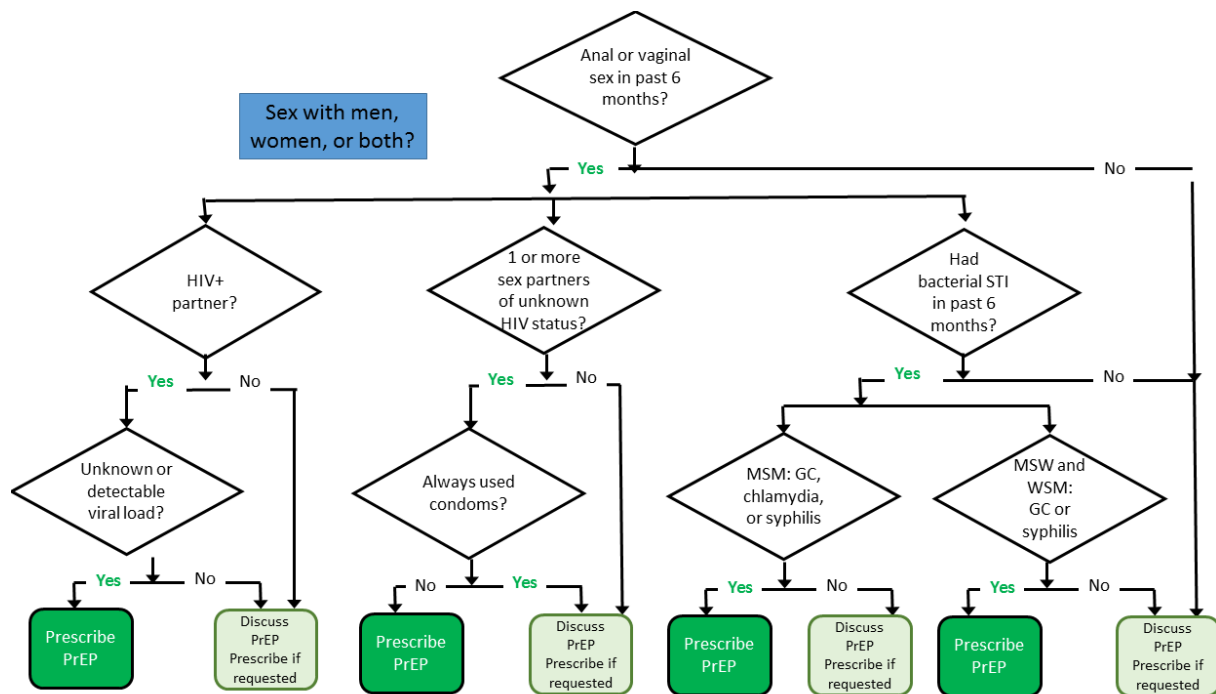 Anal or vaginal
sex in past 6
months?
Sex with men,
women, or both?
Yes
No
HIV+
partner?
1 or more
sex partners
of unknown
HIV status?
Had
bacterial STI
in past 6
months?
Yes
No
Yes
No
Yes
No
Unknown or
detectable
viral load?
Always used
condoms?
MSM: GC,
chlamydia,
or syphilis
MSW and
WSM:
GC or
syphilis
Yes
No
No
Yes
Yes
No
Yes
No
Prescribe
PrEP
Discuss
PrEP
Prescribe if
requested
Prescribe
PrEP
Discuss
PrEP
Prescribe if
requested
Prescribe
PrEP
Discuss
PrEP
Prescribe if
requested
Prescribe
PrEP
Discuss
PrEP
Prescribe if
requested